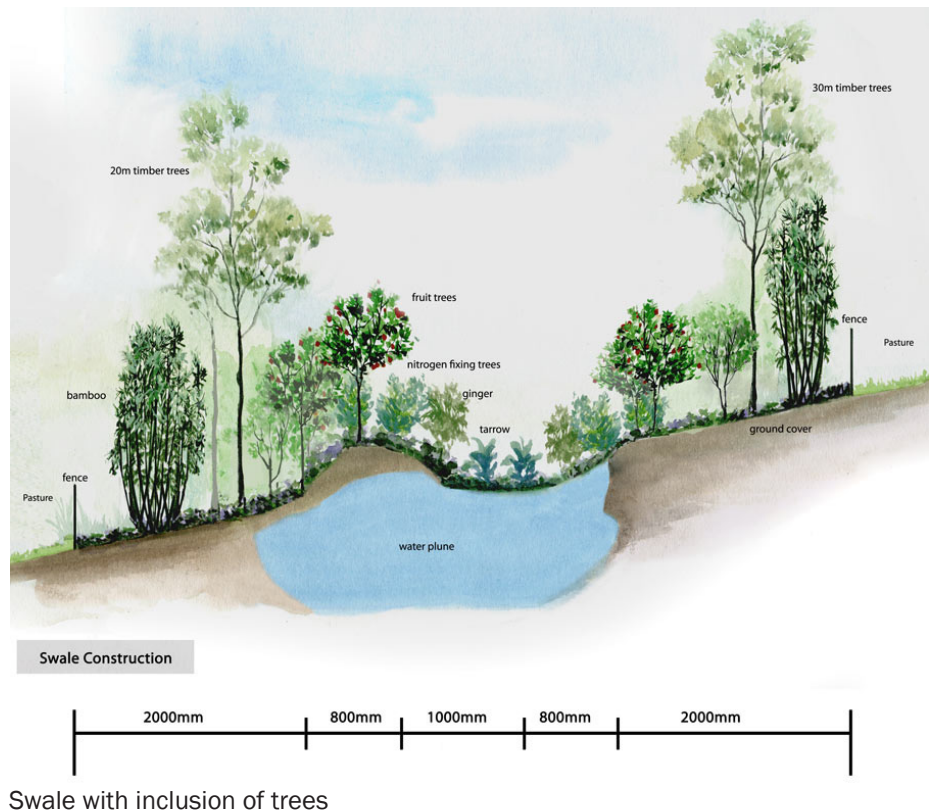 30m timber trees
20m timber trees
fruit trees
fence
Pasture
nitrogen fixing trees
bamboo
ginger
tarrow
ground cover
fence
Pasture
water plune
Swale Construction
2000mm 800mm 1000mm 800mm 2000mm
Swale with inclusion of trees